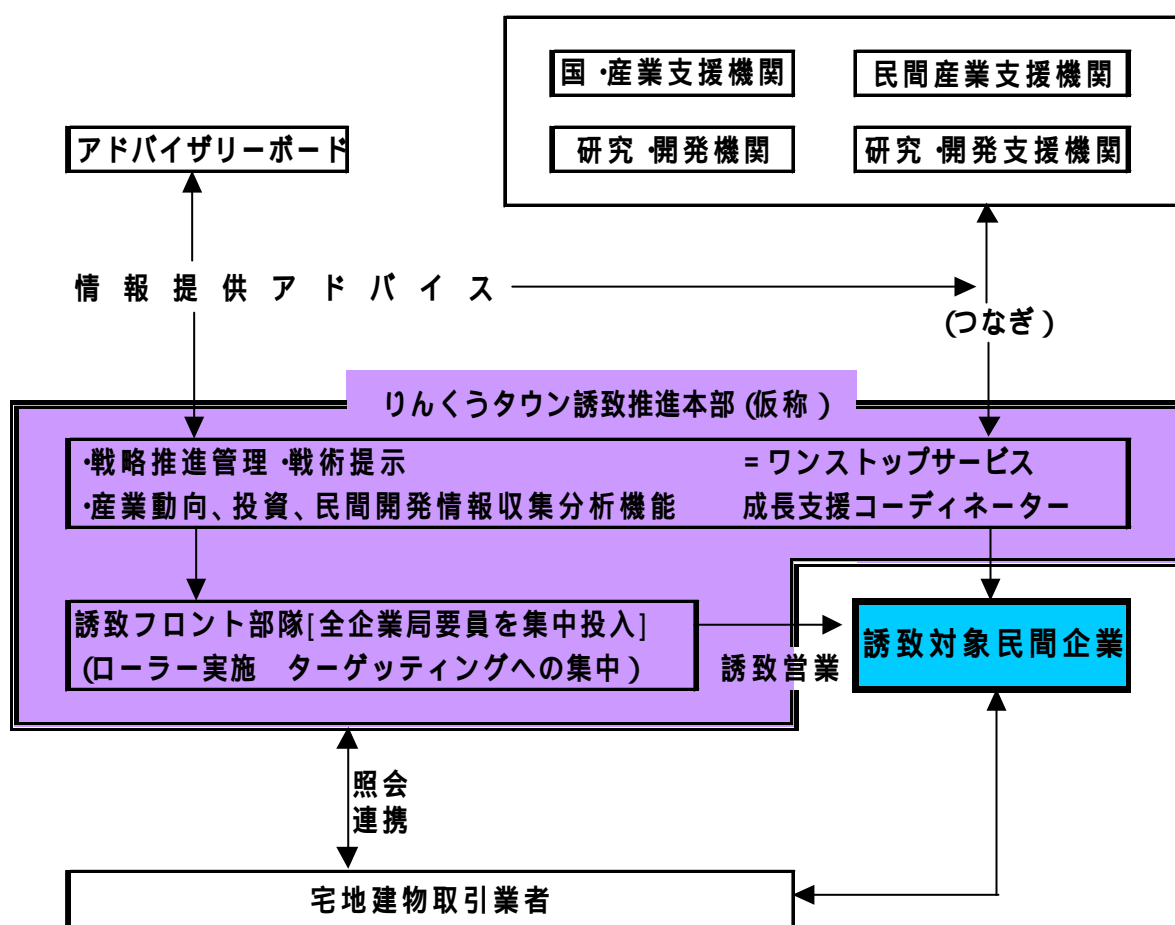 国・産業支援機関
民間産業支援機関
研究・開発機関
研究・開発支援機関
アドバイザリーボード
情報提供アドバイス
(つなぎ)
りんくうタウン誘致推進本部(仮称)
・戦略推進管理・戦術提示
=ワンストップサービス
・産業動向、投資、民間開発情報収集分析機能
成長支援コーディネーター
誘致フロント部隊[全企業局要員を集中投入]
(ローラー実施 ターゲッティングへの集中)
誘致営業
誘致対象民間企業
照会
連携
宅地建物取引業者